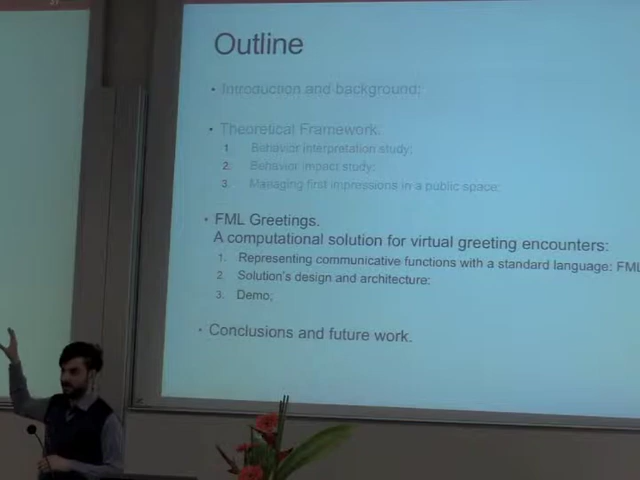 Outline
• Introduction and background;
• Theoretical Framework.
1. Behavior interpretation study;
2. Behavior impact study;
3. Managing first impressions in a public space;
• FML Greetings.
A computational solution for virtual greeting encounters:
1. Representing communicative functions with a standard language: FML
2. Solution's design and architecture;
3. Demo;
• Conclusions and future work.